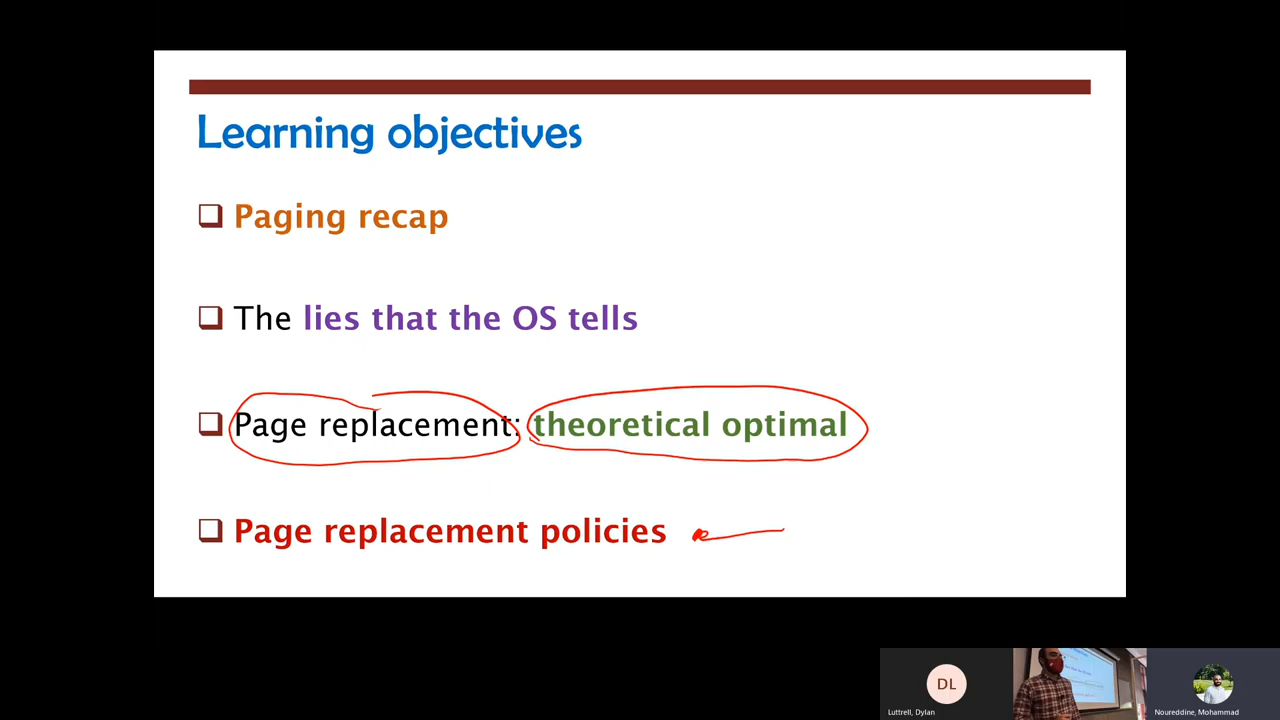 Learning objectives
Paging recap
The lies that the OS tells
Page replacement: theoretical optimal
Page replacement policies
DL
Luttrell, Dylan
Noureddine, Mohammad